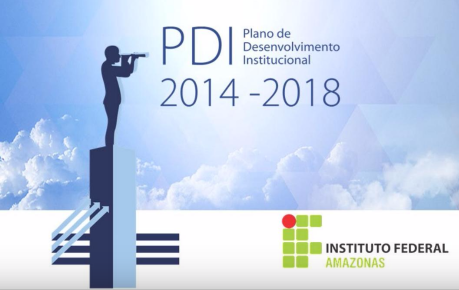 PDI
Plano de
Desenvolvimento
Institucional
2014 -2018
INSTITUTO FEDERAL
AMAZONAS